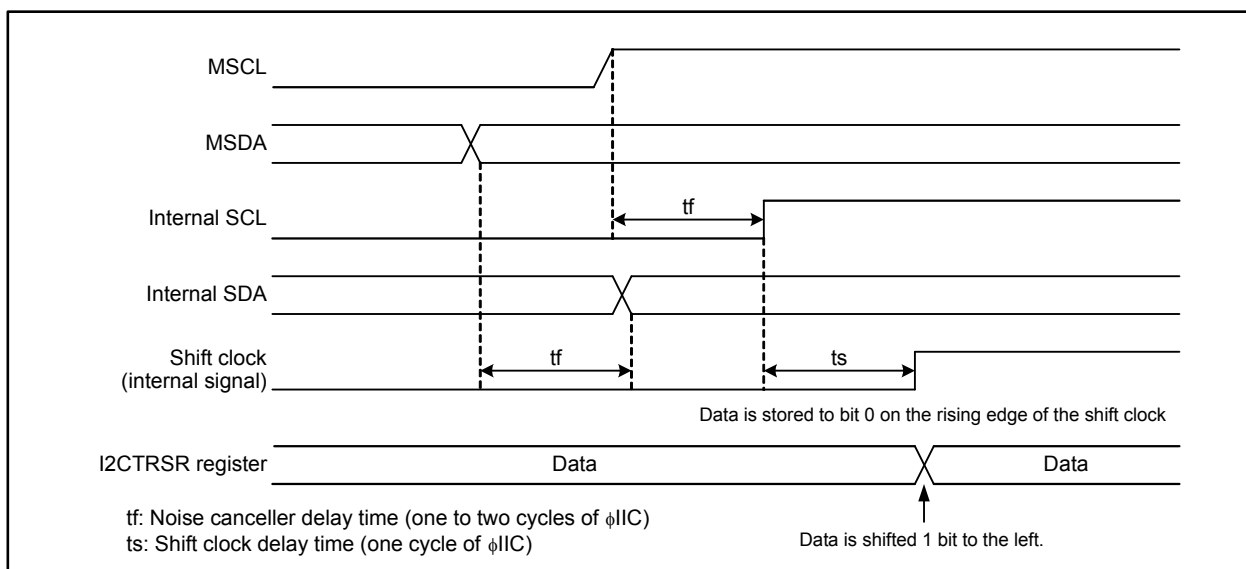 MSCL
MSDA
tf
Internal SCL
Internal SDA
Shift clock
(internal signal)
tf
ts
Data is stored to bit 0 on the rising edge of the shift clock
I2CTRSR register
Data
Data
tf: Noise canceller delay time (one to two cycles of ϕIIC)
ts: Shift clock delay time (one cycle of ϕIIC)
Data is shifted 1 bit to the left.